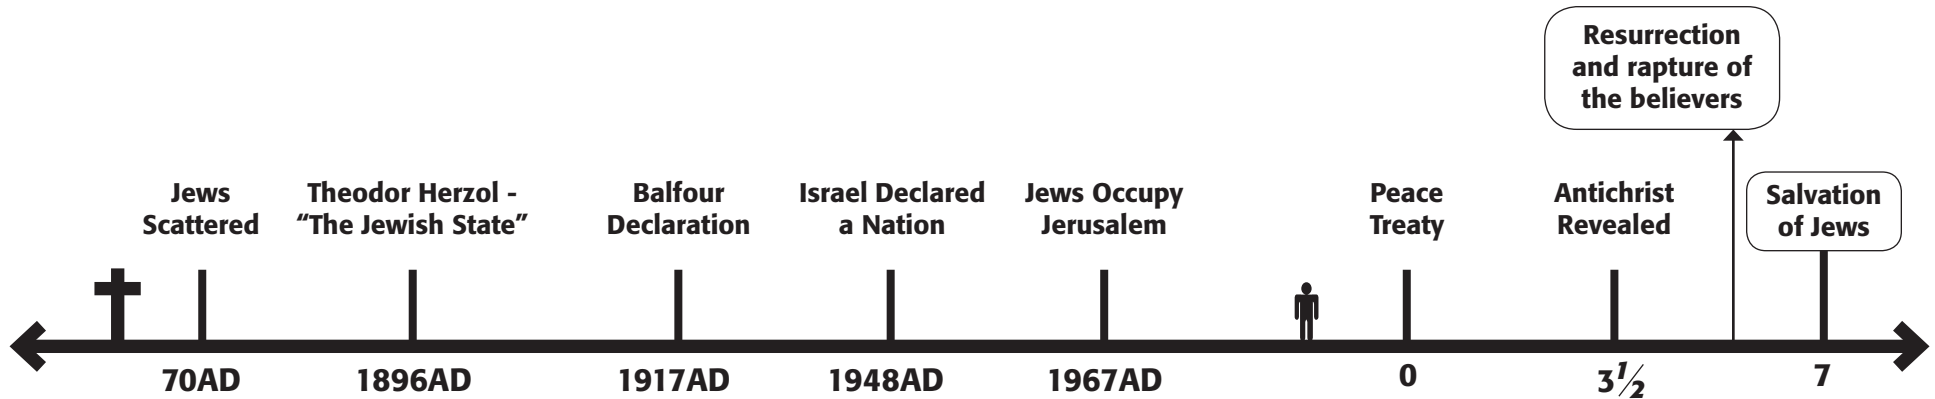 Resurrection
and rapture of
the believers
Jews
Scattered
Theodor Herzol -
“The Jewish State”
Balfour
Declaration
Israel Declared
a Nation
Jews Occupy
Jerusalem
Peace
Treaty
Antichrist
Revealed
Salvation
of Jews
70AD
1896AD
1917AD
1948AD
1967AD
0
3½
7